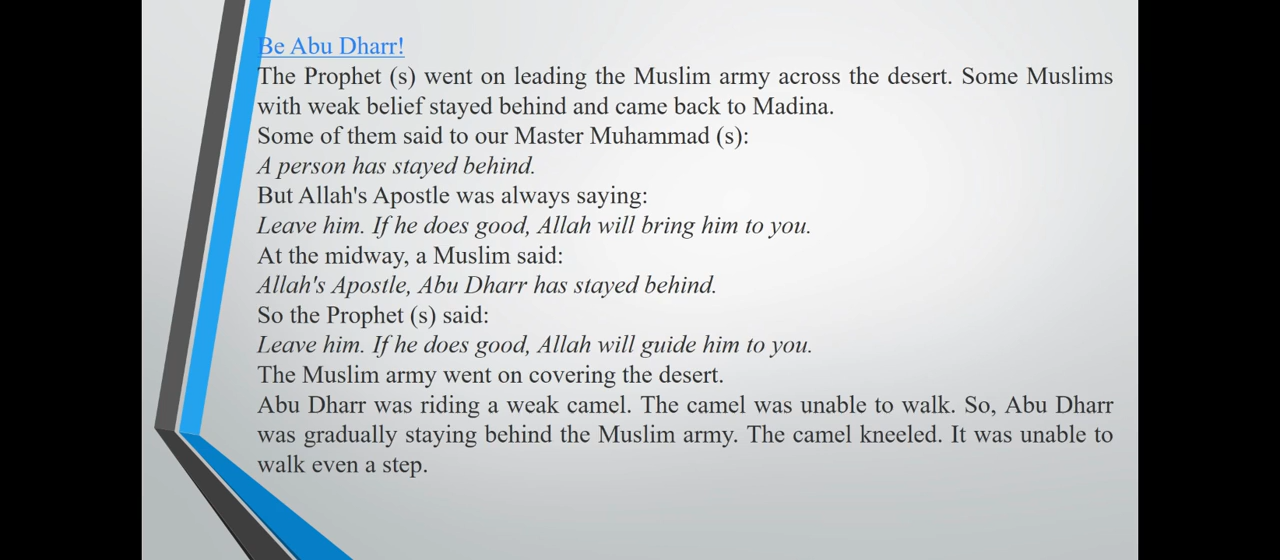 Be Abu Dharr!
The Prophet (s) went on leading the Muslim army across the desert. Some Muslims
with weak belief stayed behind and came back to Madina.
Some of them said to our Master Muhammad (s):
A person has stayed behind.
But Allah's Apostle was always saying:
Leave him. If he does good, Allah will bring him to you.
At the midway, a Muslim said:
Allah's Apostle, Abu Dharr has stayed behind.
So the Prophet (s) said:
Leave him. If he does good, Allah will guide him to you.
The Muslim army went on covering the desert.
Abu Dharr was riding a weak camel. The camel was unable to walk. So, Abu Dharr
was gradually staying behind the Muslim army. The camel kneeled. It was unable to
walk even a step.